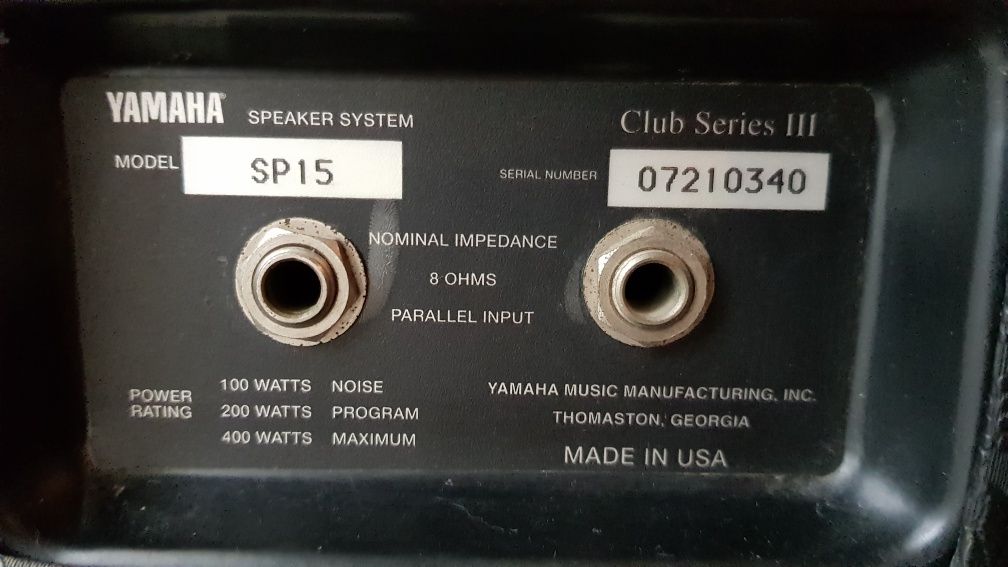 YAMAHA® SPEAKER SYSTEM
Club Series III
MODEL SP15
SERIAL NUMBER 07210340
NOMINAL IMPEDANCE
8 OHMS
PARALLEL INPUT
POWER RATING
100 WATTS NOISE
200 WATTS PROGRAM
400 WATTS MAXIMUM
YAMAHA MUSIC MANUFACTURING, INC.
THOMASTON, GEORGIA
MADE IN USA